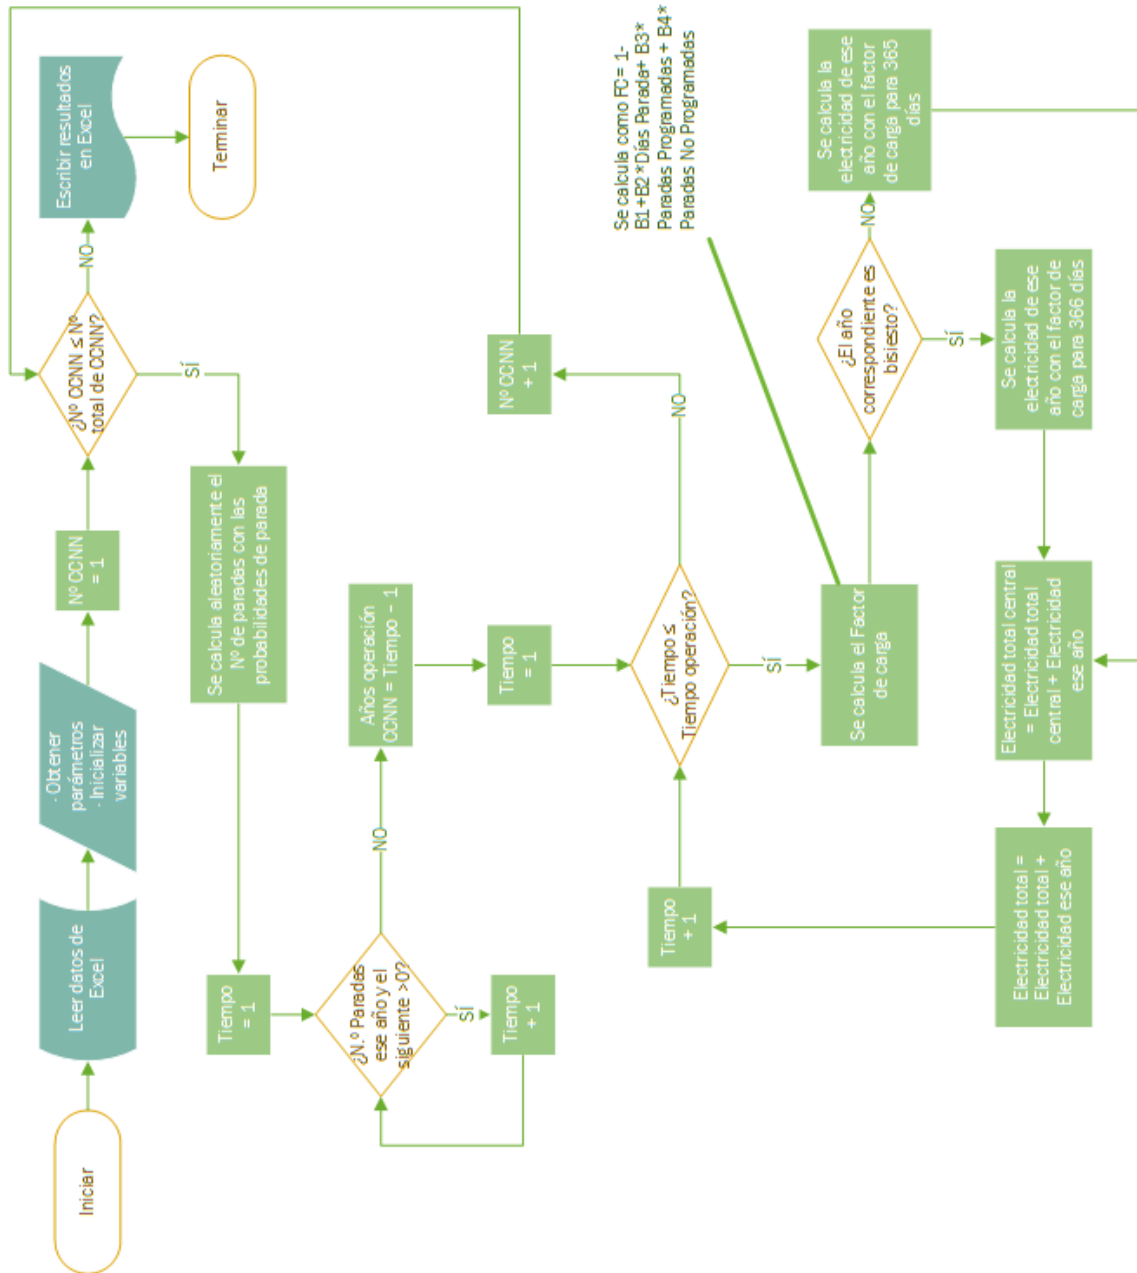 Iniciar
Leer datos de
Excel
- Obtener
parámetros
- Inicializar
variables
Nº CCNN
= 1
¿Nº CCNN ≤ Nº
total de CCNN?
NO
Escribir resultados
en Excel
Terminar
SÍ
Se calcula aleatoriamente el
Nº de paradas con las
probabilidades de parada
Tiempo
= 1
¿N.º Paradas
ese año y el
siguiente >0?
SÍ
Tiempo
+ 1
NO
Años operación
CCNN = Tiempo - 1
Tiempo
= 1
¿Tiempo ≤
Tiempo operación?
NO
Nº CCNN
+ 1
SÍ
Se calcula el Factor
de carga
Se calcula como FC= 1-
B1+B2*Días Parada+ B3*
Paradas Programadas + B4*
Paradas No Programadas
¿El año
correspondiente es
bisiesto?
NO
Se calcula la
electricidad de ese
año con el factor
de carga para 365
días
SÍ
Se calcula la
electricidad de ese
año con el factor de
carga para 366 días
Electricidad total central
= Electricidad total
central + Electricidad
ese año
Electricidad total =
Electricidad total +
Electricidad ese año
Tiempo
+ 1